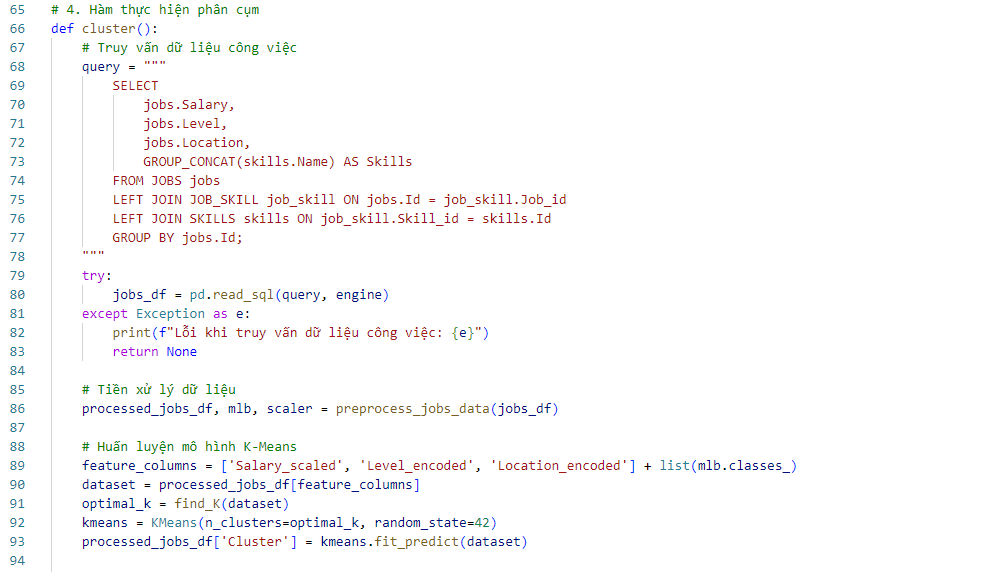 65 # 4. Hàm thực hiện phân cụm
66 def cluster():
67     # Truy vấn dữ liệu công việc
68     query = """
69         SELECT
70             jobs.Salary,
71             jobs.Level,
72             jobs.Location,
73             GROUP_CONCAT(skills.Name) AS Skills
74         FROM JOBS jobs
75         LEFT JOIN JOB_SKILL job_skill ON jobs.Id = job_skill.Job_id
76         LEFT JOIN SKILLS skills ON job_skill.Skill_id = skills.Id
77         GROUP BY jobs.Id;
78     """
79     try:
80         jobs_df = pd.read_sql(query, engine)
81     except Exception as e:
82         print(f"Lỗi khi truy vấn dữ liệu công việc: {e}")
83         return None
84
85     # Tiền xử lý dữ liệu
86     processed_jobs_df, mlb, scaler = preprocess_jobs_data(jobs_df)
87
88     # Huấn luyện mô hình K-Means
89     feature_columns = ['Salary_scaled', 'Level_encoded', 'Location_encoded'] + list(mlb.classes_)
90     dataset = processed_jobs_df[feature_columns]
91     optimal_k = find_K(dataset)
92     kmeans = KMeans(n_clusters=optimal_k, random_state=42)
93     processed_jobs_df['Cluster'] = kmeans.fit_predict(dataset)
94